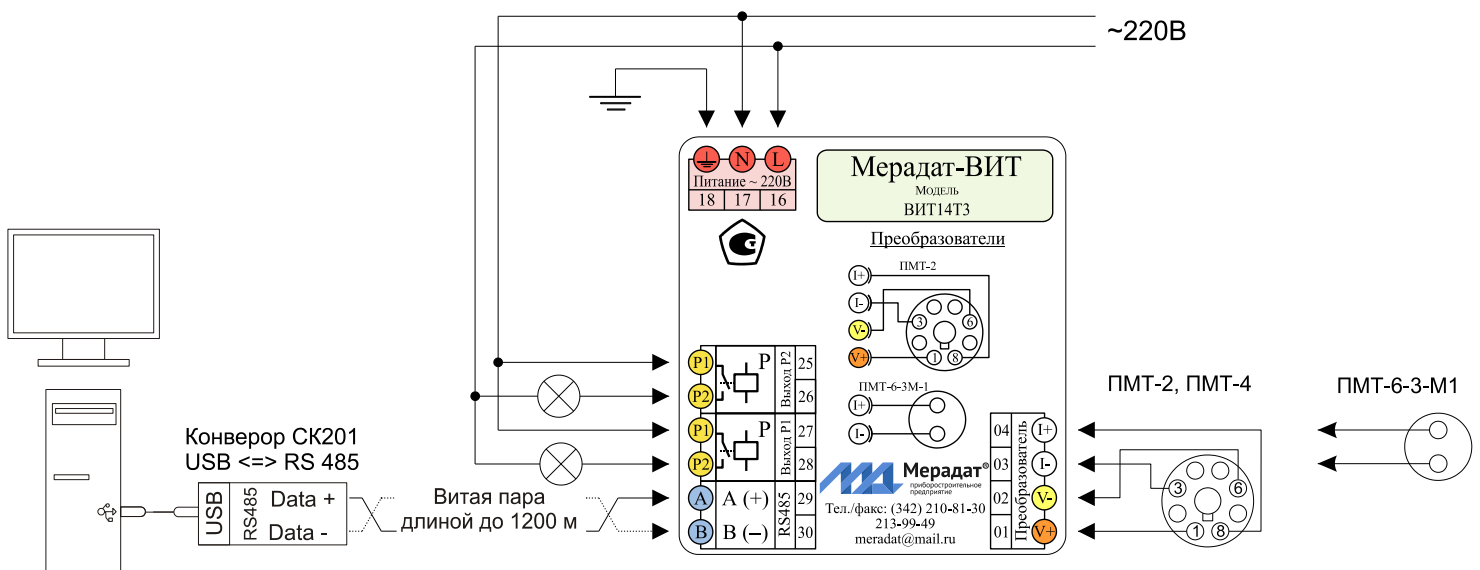 ~220В
N
L
Питание ~ 220В
18
17
16
Мерадат-ВИТ
Модель
ВИТ14Т3
Преобразователи
ПМТ-2
I+
I-
V-
V+
3
6
1
8
ПМТ-6-3М-1
I+
I-
P1
P
Выход P2
25
P2
26
P1
P
Выход P1
27
P2
28
A
A (+)
RS485
29
B
B (–)
30
04
I+
03
I-
02
V-
01
V+
Преобразователь
Мерадат®
приборостроительное
предприятие
Тел./факс: (342) 210-81-30
213-99-49
meradat@mail.ru
Конверор СК201
USB <=> RS 485
USB
RS485
Data +
Data -
Витая пара
длиной до 1200 м
ПМТ-2, ПМТ-4
3
6
1
8
ПМТ-6-3-М1